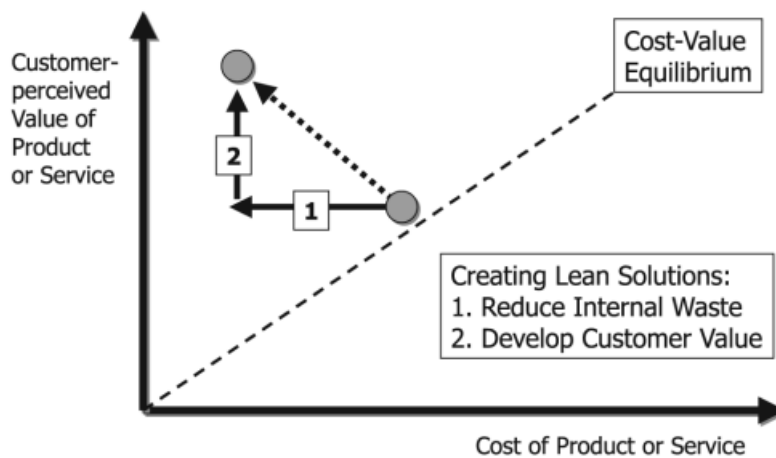 Customer-
perceived
Value of
Product
or Service
Cost-Value
Equilibrium
2
1
Creating Lean Solutions:
1. Reduce Internal Waste
2. Develop Customer Value
Cost of Product or Service